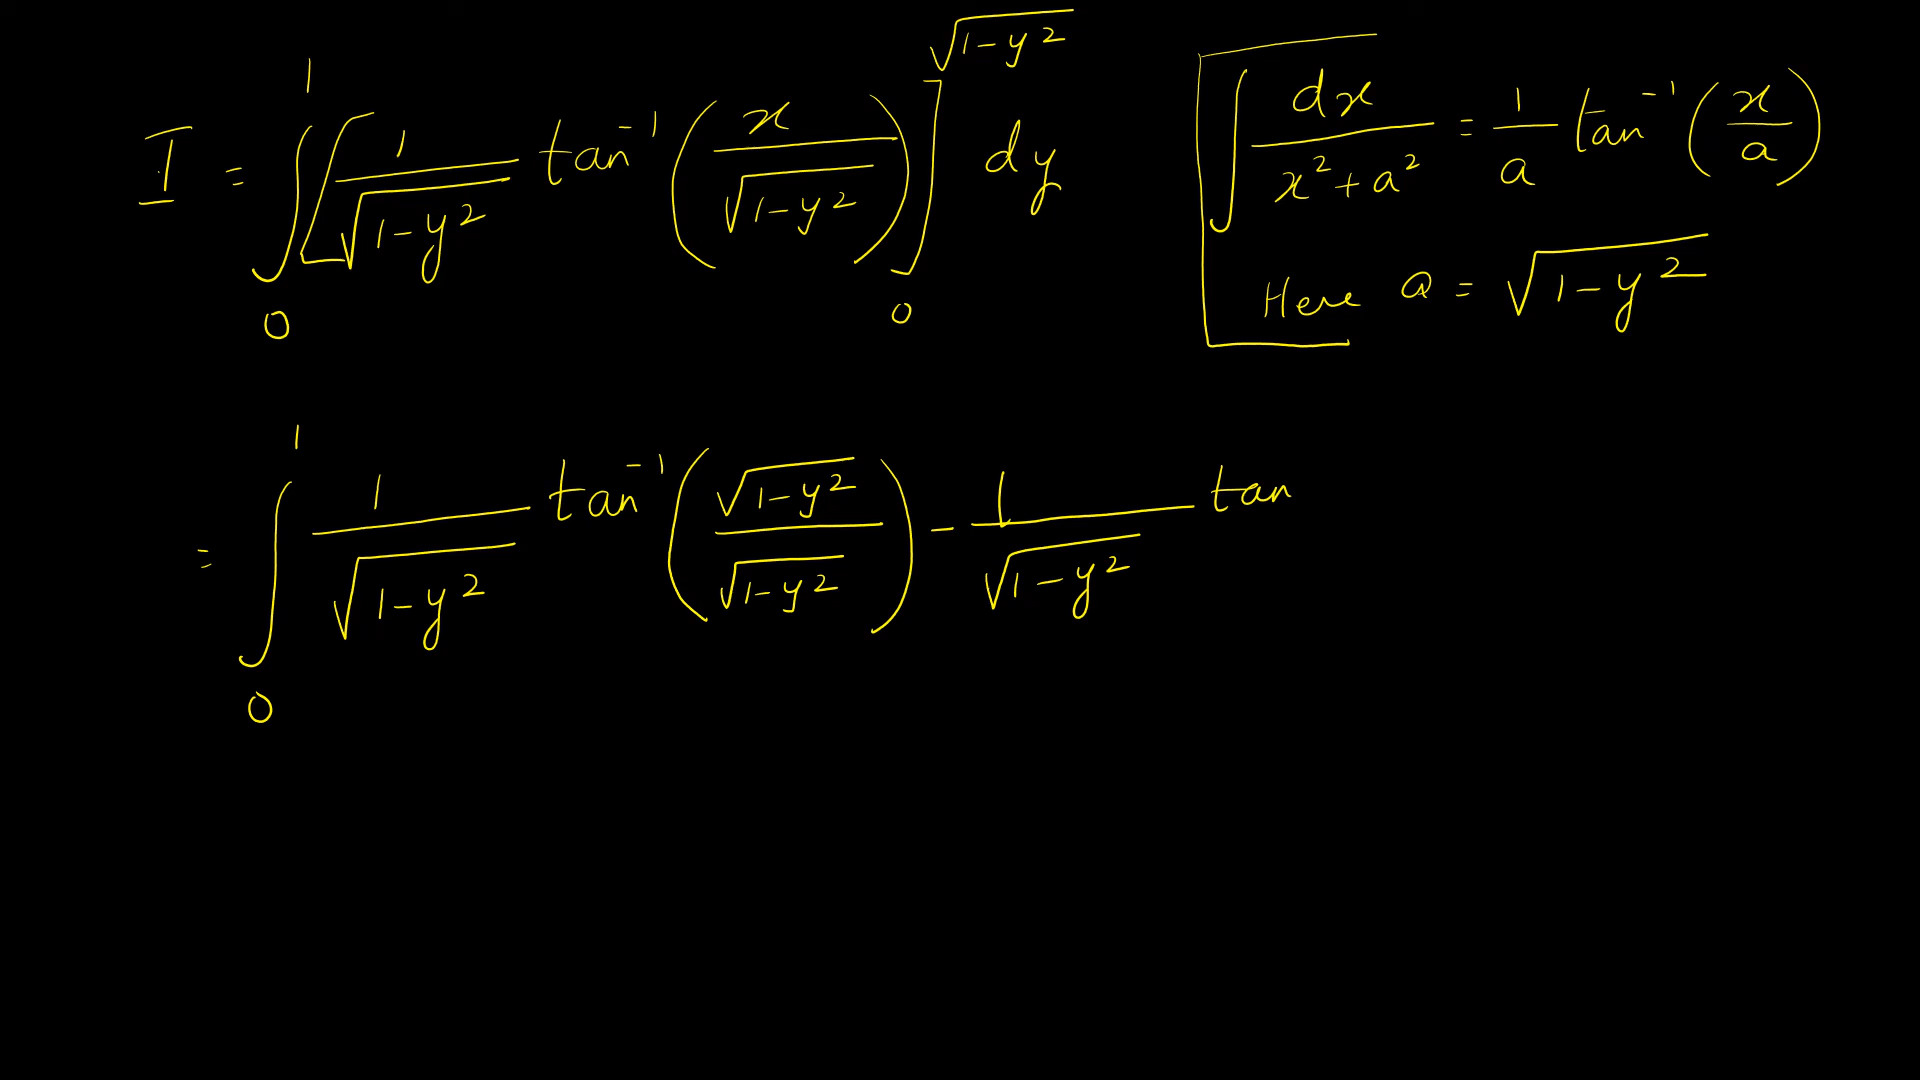 I = ∫₀¹ [ 1/√(1-y²) tan⁻¹ ( x/√(1-y²) ) ]₀^√(1-y²) dy
∫ dx/(x²+a²) = 1/a tan⁻¹ (x/a)
Here a = √(1-y²)
= ∫₀¹ 1/√(1-y²) tan⁻¹ ( √(1-y²)/√(1-y²) ) - 1/√(1-y²) tan